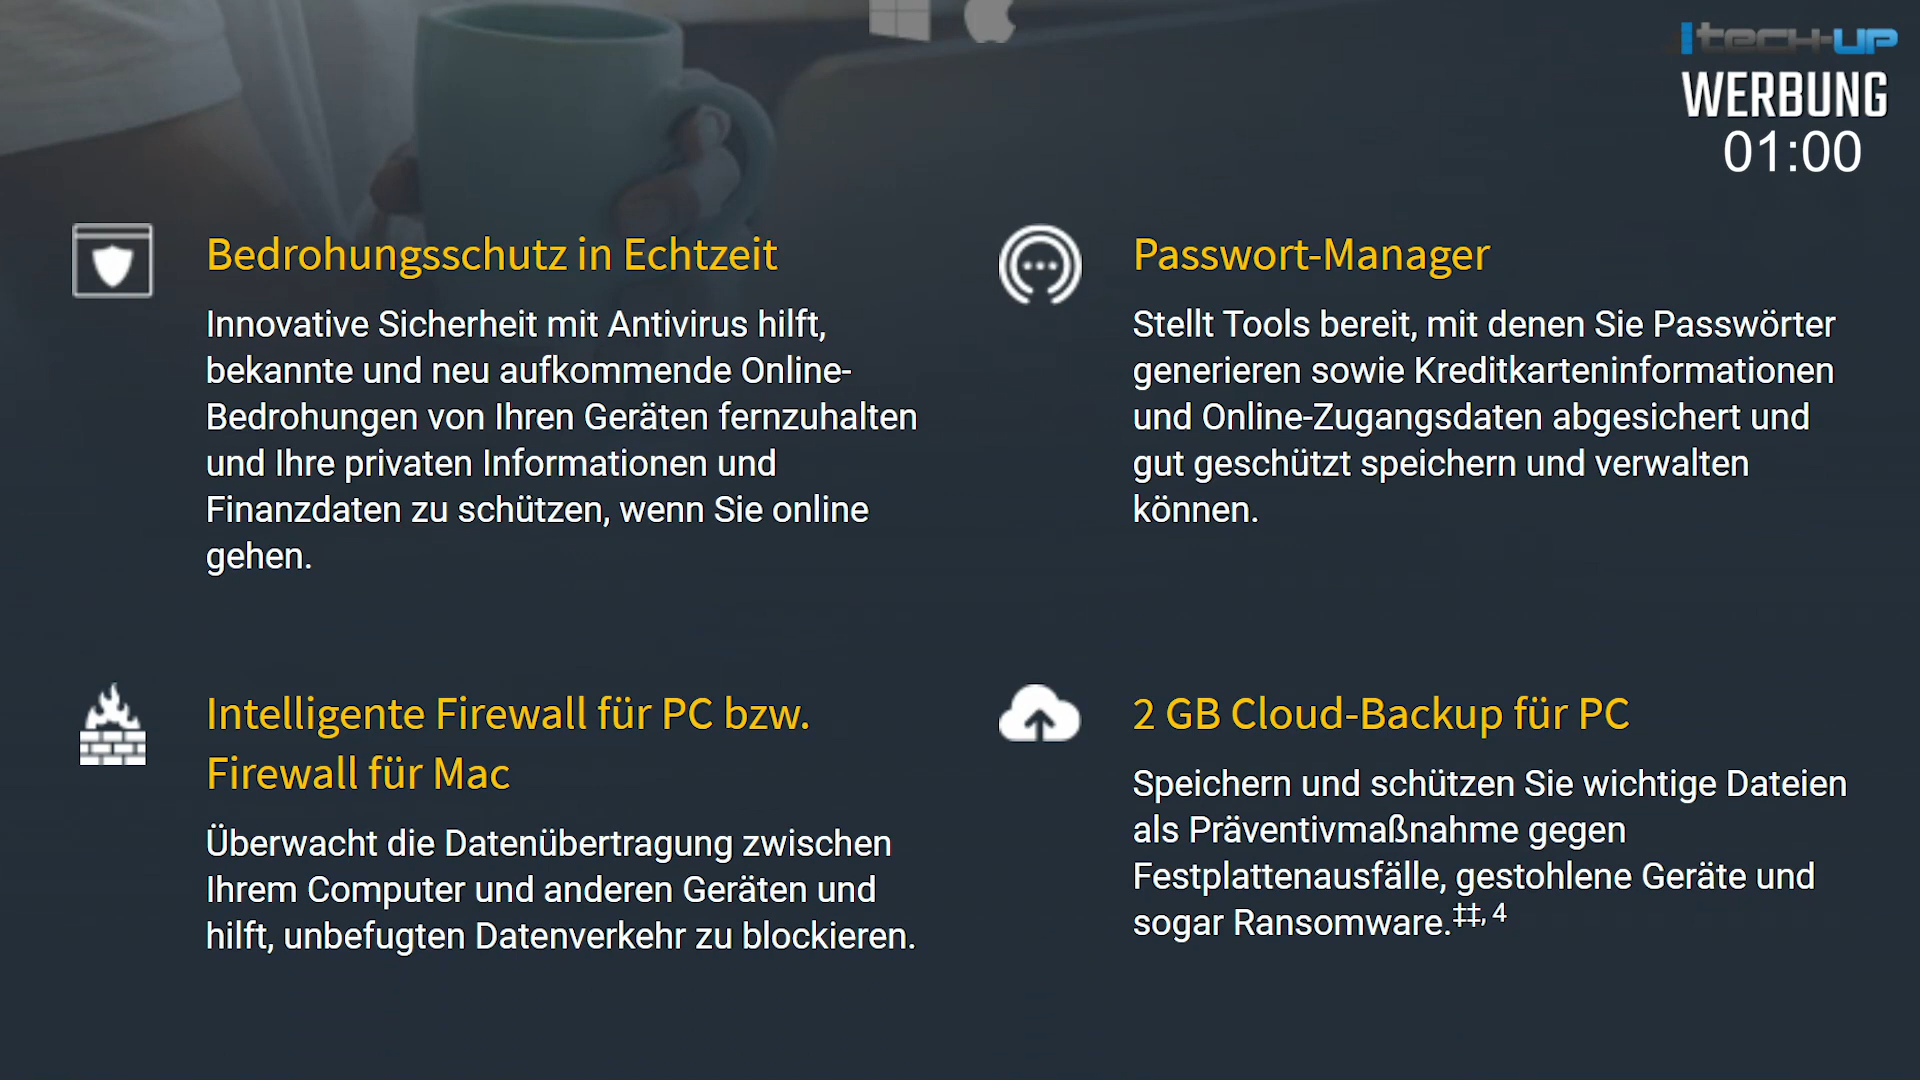 TECH-UP
WERBUNG
01:00
Bedrohungsschutz in Echtzeit
Innovative Sicherheit mit Antivirus hilft,
bekannte und neu aufkommende Online-
Bedrohungen von Ihren Geräten fernzuhalten
und Ihre privaten Informationen und
Finanzdaten zu schützen, wenn Sie online
gehen.
Passwort-Manager
Stellt Tools bereit, mit denen Sie Passwörter
generieren sowie Kreditkarteninformationen
und Online-Zugangsdaten abgesichert und
gut geschützt speichern und verwalten
können.
Intelligente Firewall für PC bzw.
Firewall für Mac
Überwacht die Datenübertragung zwischen
Ihrem Computer und anderen Geräten und
hilft, unbefugten Datenverkehr zu blockieren.
2 GB Cloud-Backup für PC
Speichern und schützen Sie wichtige Dateien
als Präventivmaßnahme gegen
Festplattenausfälle, gestohlene Geräte und
sogar Ransomware.‡‡, 4